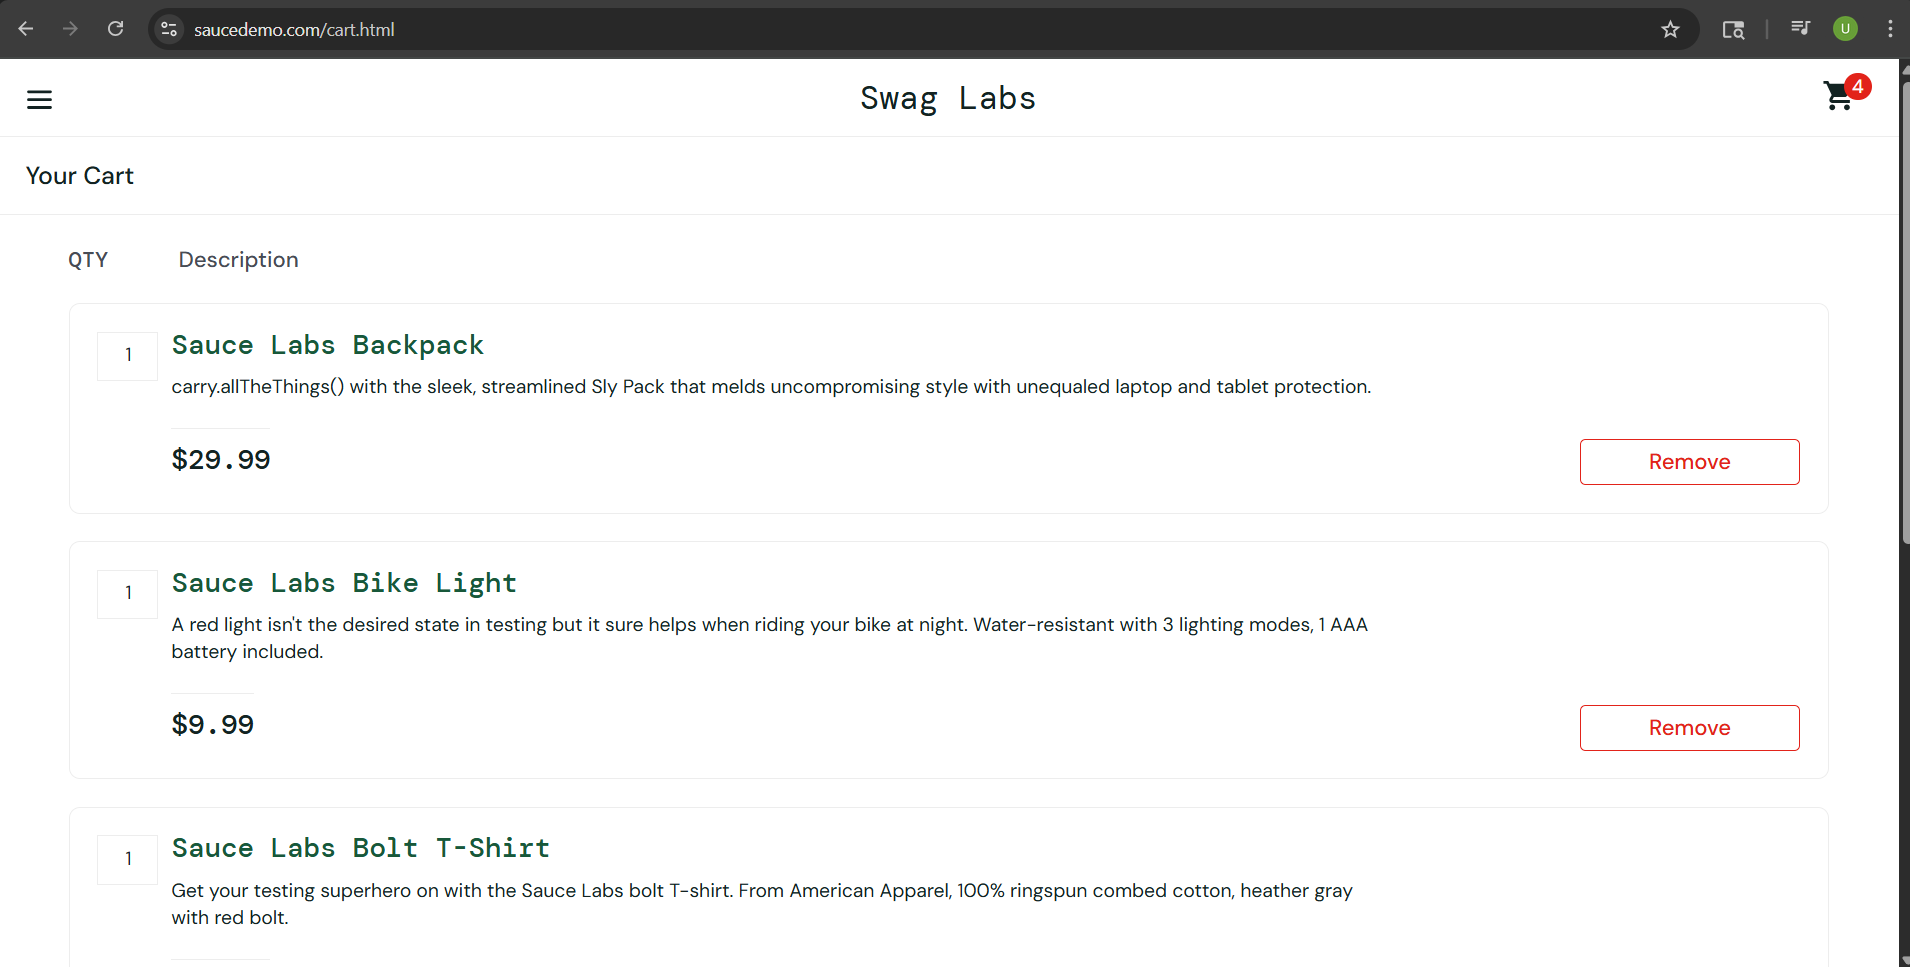 saucedemo.com/cart.html
U
Swag Labs
4
Your Cart
QTY Description
1 Sauce Labs Backpack
carry.allTheThings() with the sleek, streamlined Sly Pack that melds uncompromising style with unequaled laptop and tablet protection.
$29.99
Remove
1 Sauce Labs Bike Light
A red light isn't the desired state in testing but it sure helps when riding your bike at night. Water-resistant with 3 lighting modes, 1 AAA
battery included.
$9.99
Remove
1 Sauce Labs Bolt T-Shirt
Get your testing superhero on with the Sauce Labs bolt T-shirt. From American Apparel, 100% ringspun combed cotton, heather gray
with red bolt.